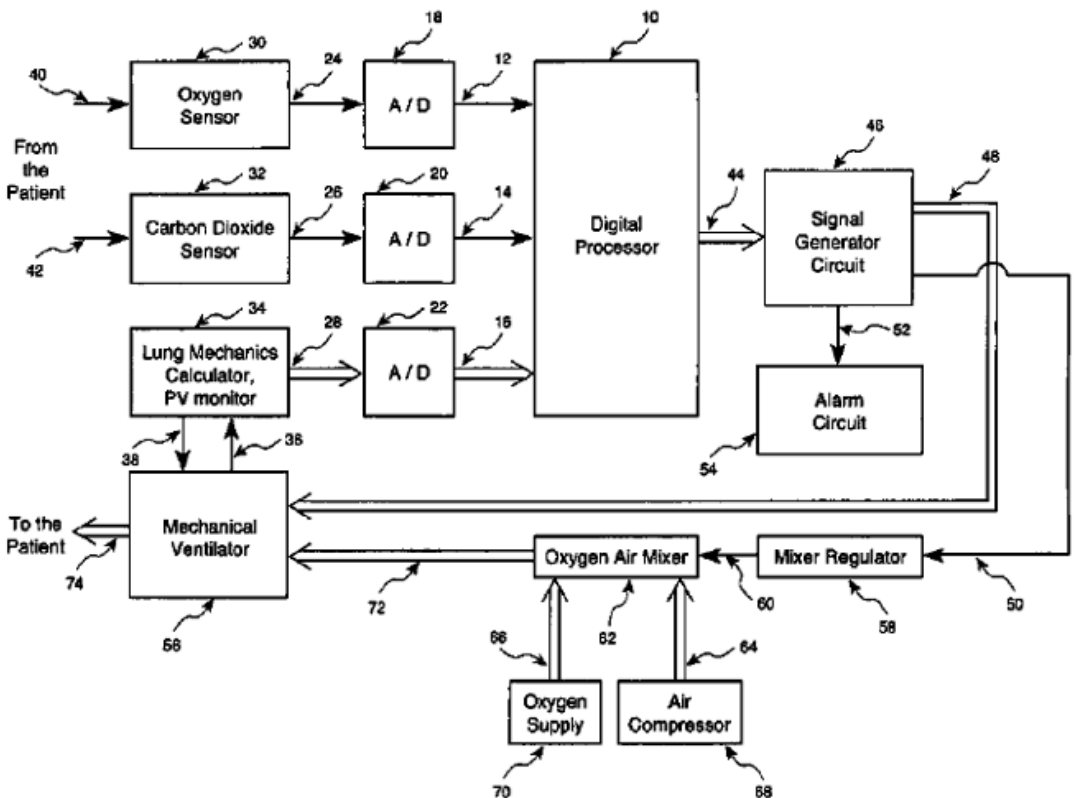 18
10
30
24
12
40
Oxygen
Sensor
A / D
From
the
Patient
46
48
32
20
44
26
14
Carbon Dioxide
Sensor
A / D
Digital
Processor
Signal
Generator
Circuit
42
34
22
28
16
52
Lung Mechanics
Calculator,
PV monitor
A / D
Alarm
Circuit
38
36
54
To the
Patient
Mechanical
Ventilator
Oxygen Air Mixer
Mixer Regulator
74
72
60
50
56
62
58
66
64
Oxygen
Supply
Air
Compressor
70
68